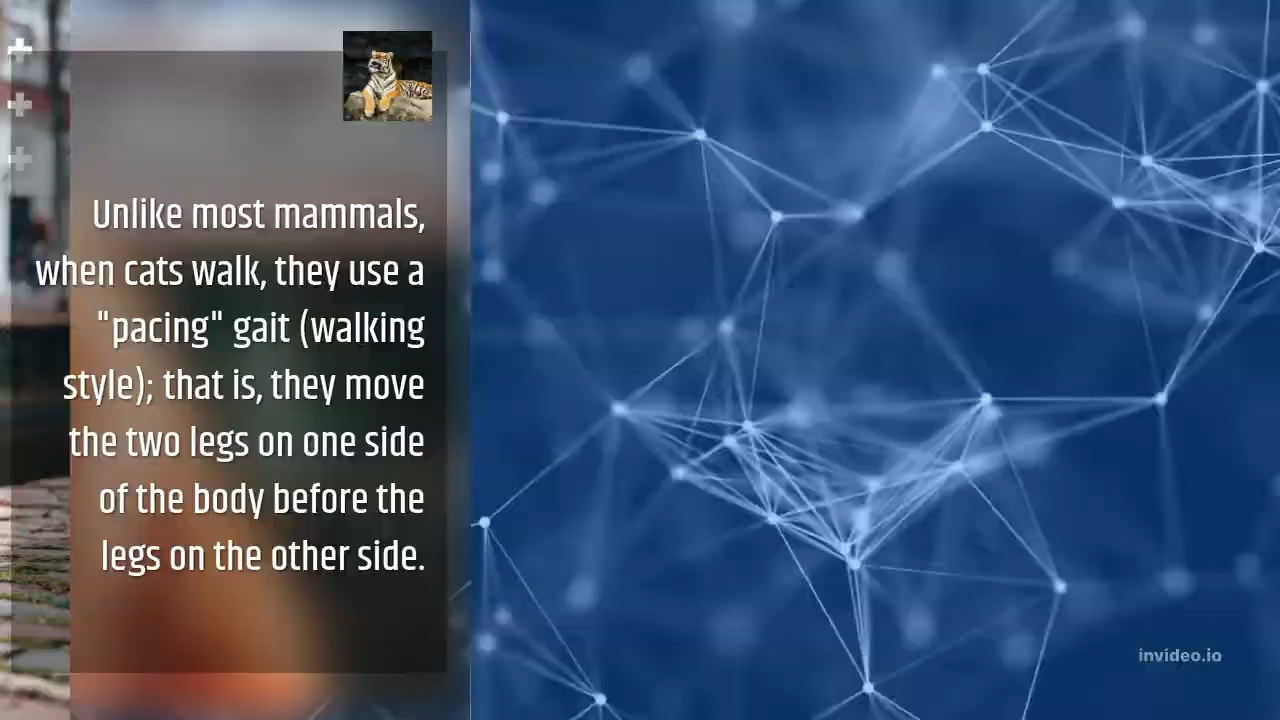 Unlike most mammals,
when cats walk, they use a
"pacing" gait (walking
style); that is, they move
the two legs on one side
of the body before the
legs on the other side.
invideo.io